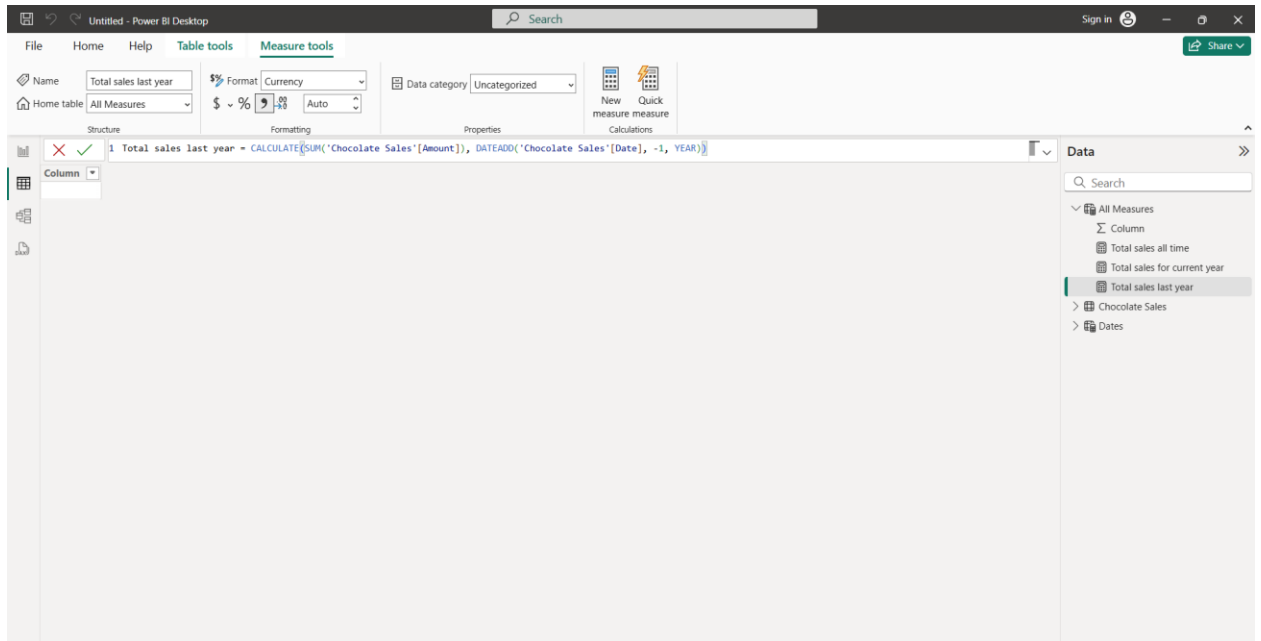 Untitled - Power BI Desktop
Search
Sign in
File Home Help Table tools Measure tools
Share
Name Total sales last year
$% Format Currency
Data category Uncategorized
Home table All Measures
$ % Auto
New measure
Quick measure
Structure
Formatting
Properties
Calculations
1 Total sales last year = CALCULATE(SUM('Chocolate Sales'[Amount]), DATEADD('Chocolate Sales'[Date], -1, YEAR))
Column
Data
Search
All Measures
Column
Total sales all time
Total sales for current year
Total sales last year
Chocolate Sales
Dates